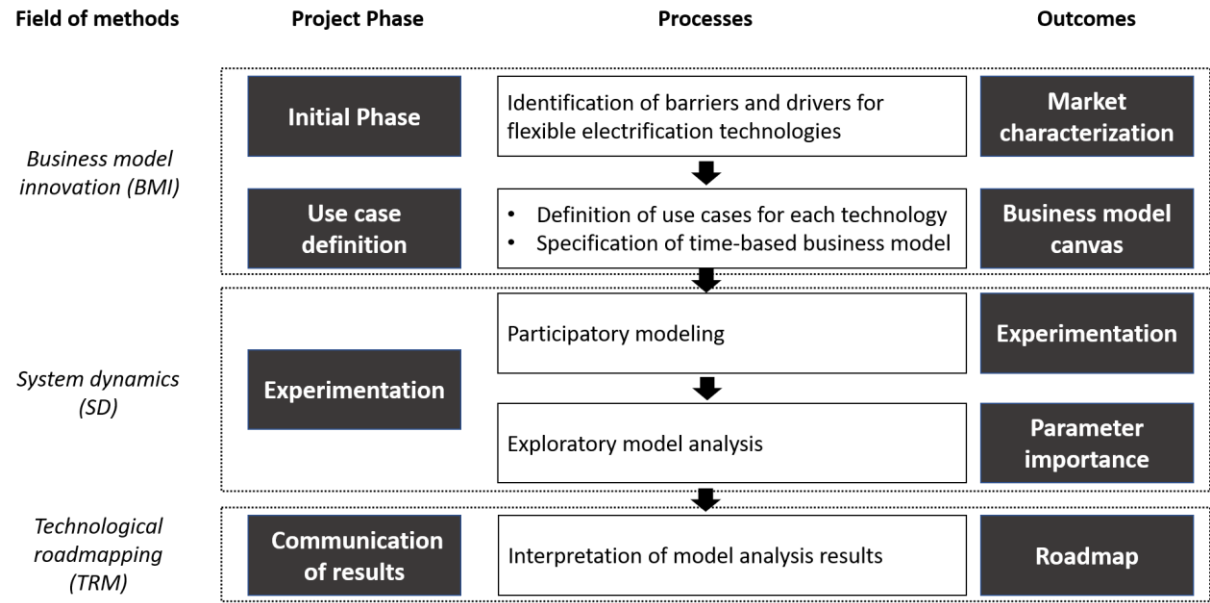 Field of methods
Project Phase
Processes
Outcomes
Business model
innovation (BMI)
Initial Phase
Identification of barriers and drivers for
flexible electrification technologies
Market
characterization
Use case
definition
• Definition of use cases for each technology
• Specification of time-based business model
Business model
canvas
System dynamics
(SD)
Experimentation
Participatory modeling
Experimentation
Exploratory model analysis
Parameter
importance
Technological
roadmapping
(TRM)
Communication
of results
Interpretation of model analysis results
Roadmap